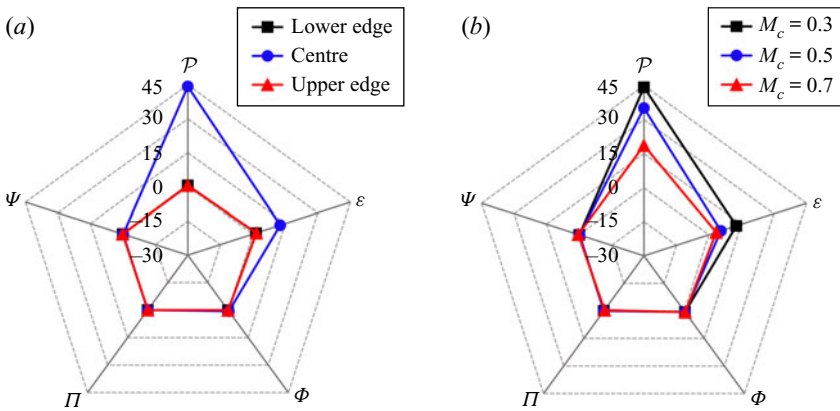 (a)
Lower edge
Centre
Upper edge
𝒫
45
30
15
0
–15
–30
Ψ
ε
Π
Φ
(b)
M_c = 0.3
M_c = 0.5
M_c = 0.7
𝒫
45
30
15
0
–15
–30
Ψ
ε
Π
Φ